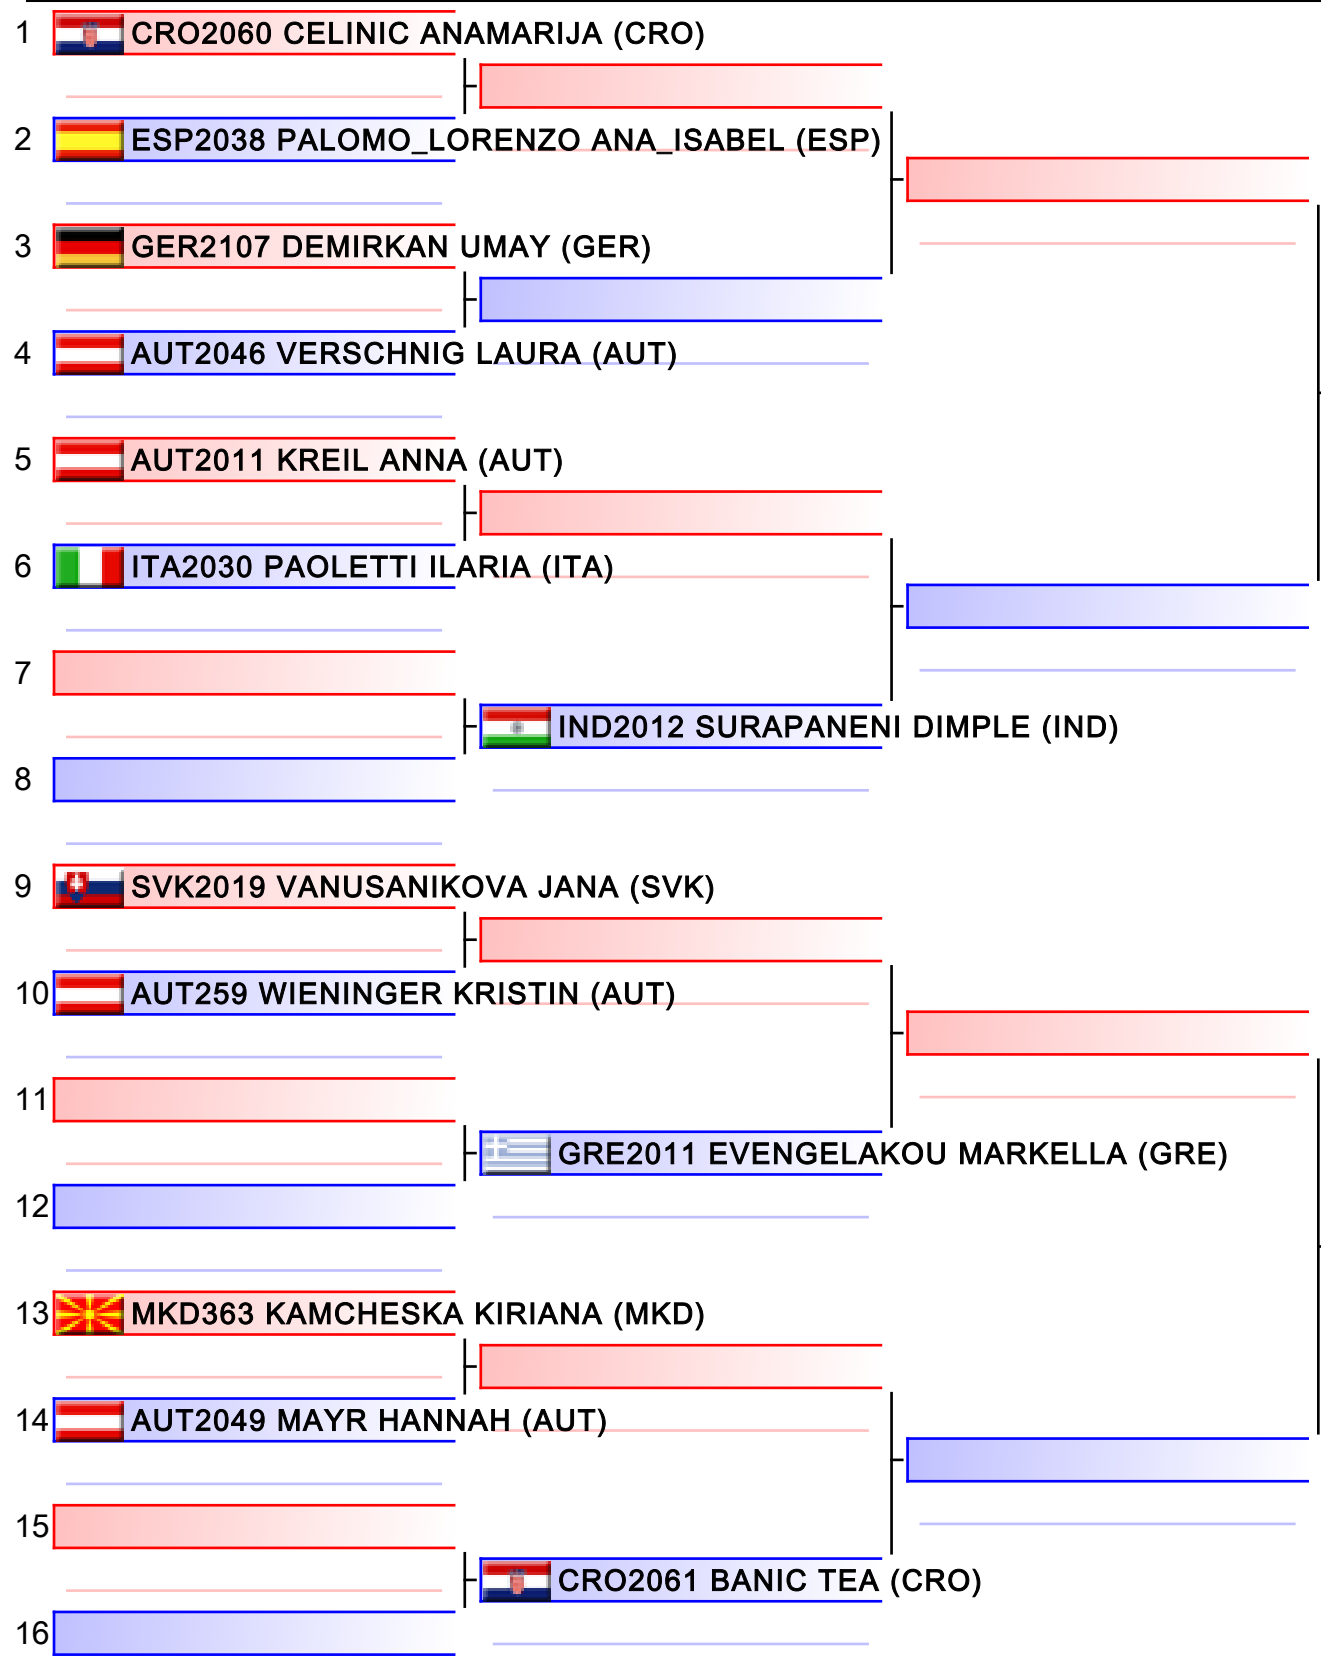 1 CRO2060 CELINIC ANAMARIJA (CRO)
2 ESP2038 PALOMO_LORENZO ANA_ISABEL (ESP)
3 GER2107 DEMIRKAN UMAY (GER)
4 AUT2046 VERSCHNIG LAURA (AUT)
5 AUT2011 KREIL ANNA (AUT)
6 ITA2030 PAOLETTI ILARIA (ITA)
7
IND2012 SURAPANENI DIMPLE (IND)
8
9 SVK2019 VANUSANIKOVA JANA (SVK)
10 AUT259 WIENINGER KRISTIN (AUT)
11
GRE2011 EVENGELAKOU MARKELLA (GRE)
12
13 MKD363 KAMCHESKA KIRIANA (MKD)
14 AUT2049 MAYR HANNAH (AUT)
15
CRO2061 BANIC TEA (CRO)
16